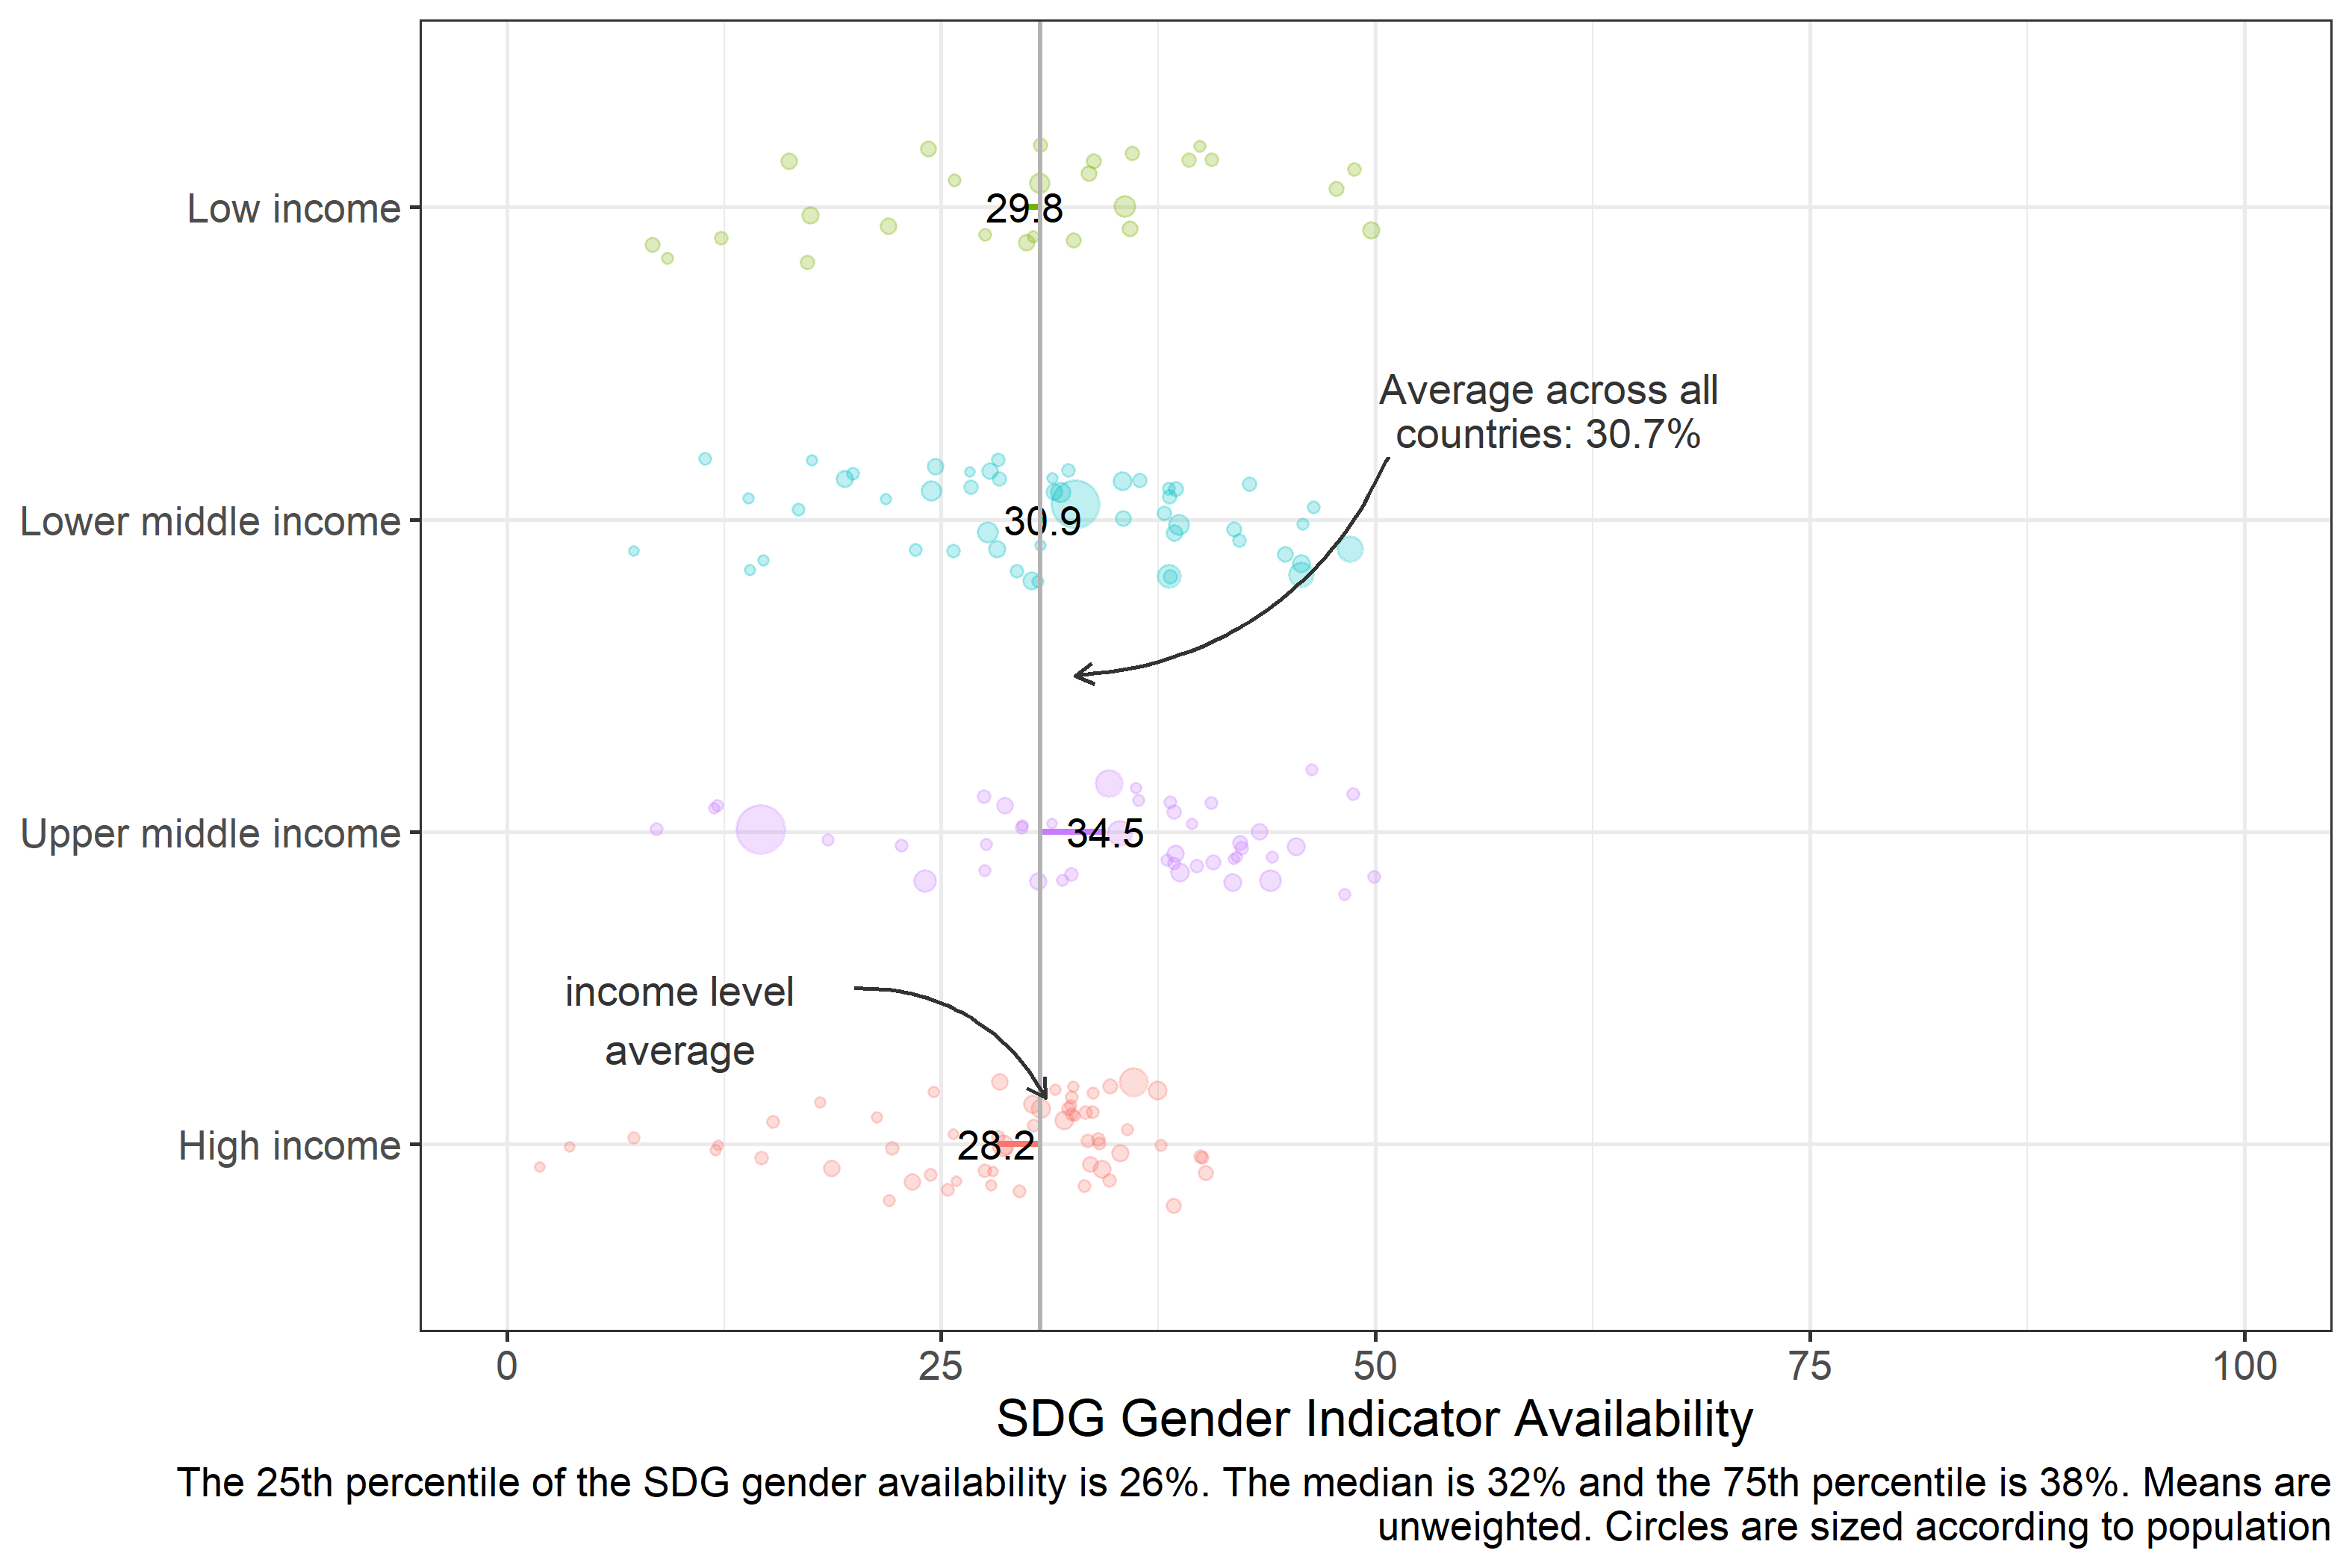 Low income
29.8
Average across all
countries: 30.7%
Lower middle income
30.9
Upper middle income
34.5
income level
average
High income
28.2
0 25 50 75 100
SDG Gender Indicator Availability
The 25th percentile of the SDG gender availability is 26%. The median is 32% and the 75th percentile is 38%. Means are
unweighted. Circles are sized according to population